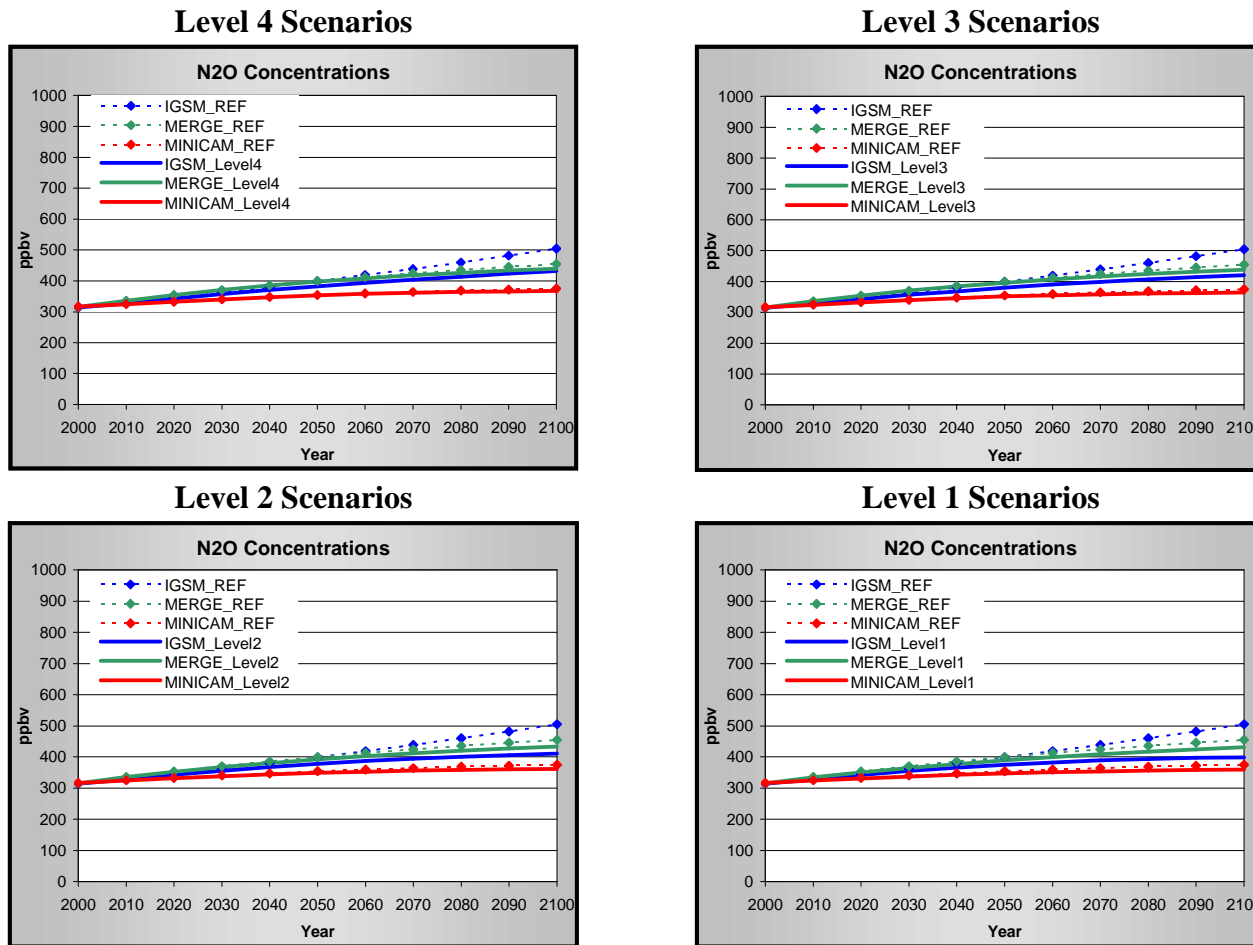 Level 4 Scenarios
N2O Concentrations
1000
900
800
700
600
500
400
300
200
100
0
ppbv
IGSM_REF
MERGE_REF
MINICAM_REF
IGSM_Level4
MERGE_Level4
MINICAM_Level4
2000 2010 2020 2030 2040 2050 2060 2070 2080 2090 2100
Year
Level 3 Scenarios
N2O Concentrations
1000
900
800
700
600
500
400
300
200
100
0
ppbv
IGSM_REF
MERGE_REF
MINICAM_REF
IGSM_Level3
MERGE_Level3
MINICAM_Level3
2000 2010 2020 2030 2040 2050 2060 2070 2080 2090 210
Year
Level 2 Scenarios
N2O Concentrations
1000
900
800
700
600
500
400
300
200
100
0
ppbv
IGSM_REF
MERGE_REF
MINICAM_REF
IGSM_Level2
MERGE_Level2
MINICAM_Level2
2000 2010 2020 2030 2040 2050 2060 2070 2080 2090 2100
Year
Level 1 Scenarios
N2O Concentrations
1000
900
800
700
600
500
400
300
200
100
0
ppbv
IGSM_REF
MERGE_REF
MINICAM_REF
IGSM_Level1
MERGE_Level1
MINICAM_Level1
2000 2010 2020 2030 2040 2050 2060 2070 2080 2090 210
Year